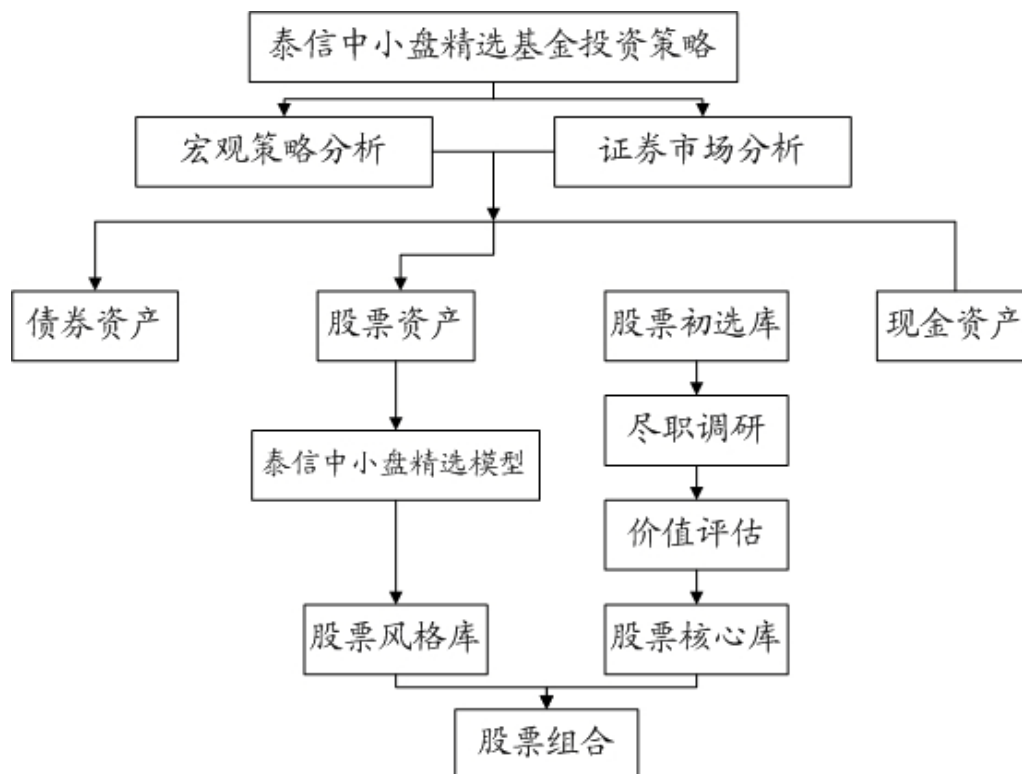 泰信中小盘精选基金投资策略
宏观策略分析
证券市场分析
债券资产
股票资产
股票初选库
现金资产
尽职调研
泰信中小盘精选模型
价值评估
股票风格库
股票核心库
股票组合